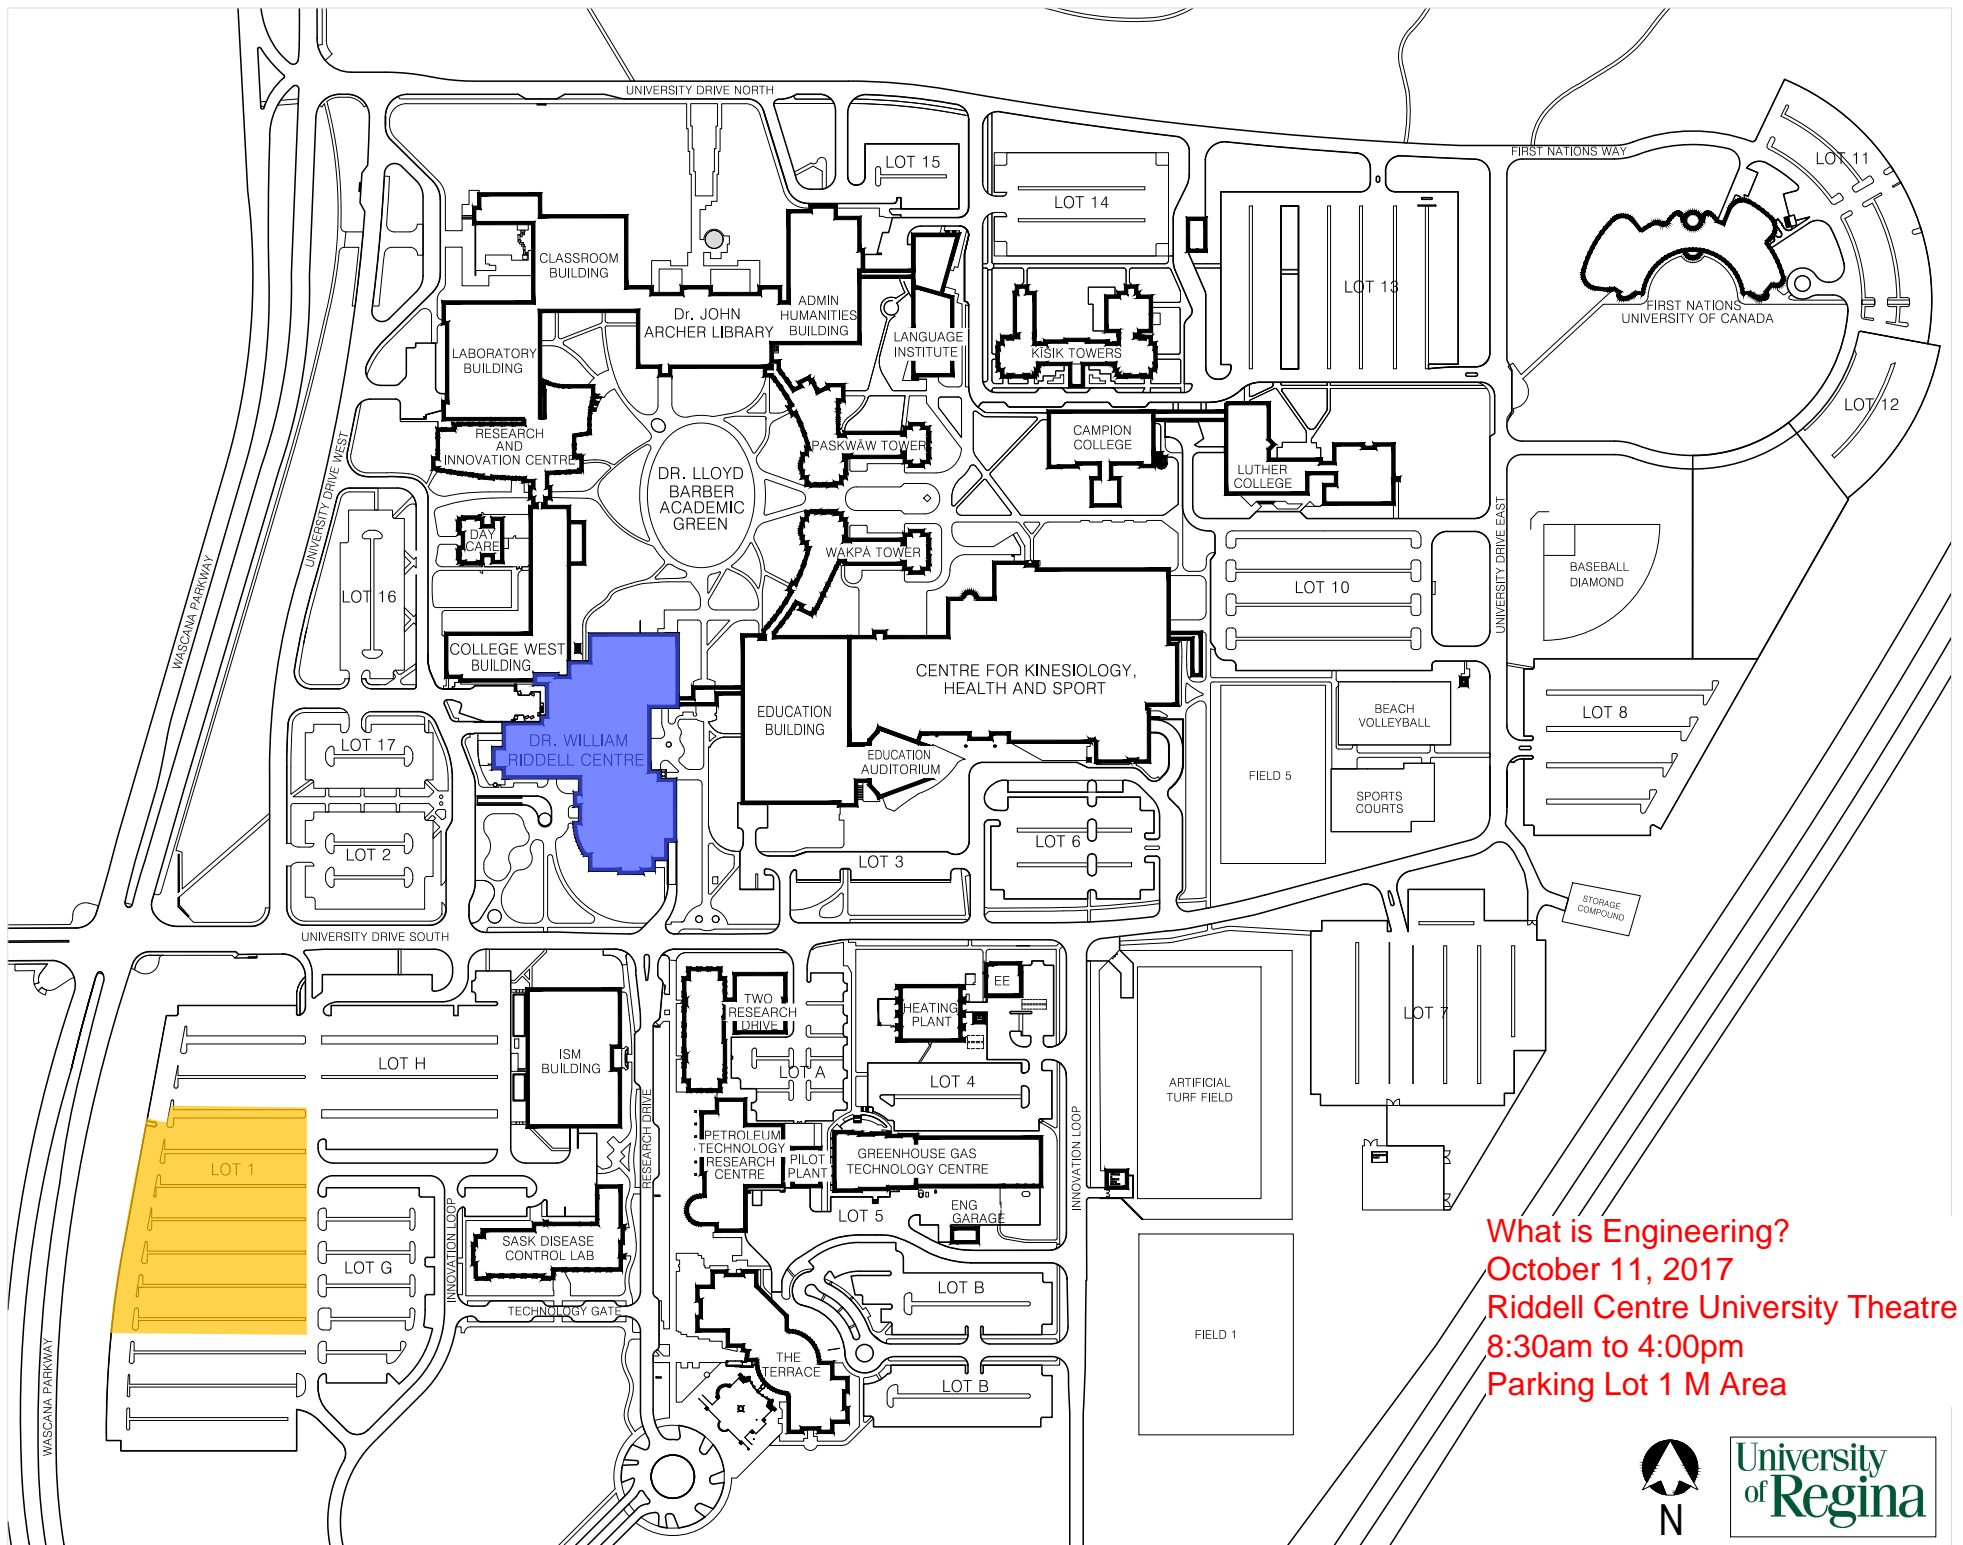 UNIVERSITY DRIVE NORTH
FIRST NATIONS WAY
LOT 15
LOT 11
LOT 14
CLASSROOM
BUILDING
LOT 13
ADMIN
HUMANITIES
BUILDING
Dr. JOHN
ARCHER LIBRARY
FIRST NATIONS
UNIVERSITY OF CANADA
LANGUAGE
INSTITUTE
KĪSIK TOWERS
LABORATORY
BUILDING
LOT 12
RESEARCH
AND
INNOVATION CENTRE
PASKWĀW TOWER
CAMPION
COLLEGE
LUTHER
COLLEGE
DR. LLOYD
BARBER
ACADEMIC
GREEN
UNIVERSITY DRIVE WEST
UNIVERSITY DRIVE EAST
DAY
CARE
WAKPĀ TOWER
BASEBALL
DIAMOND
LOT 16
LOT 10
WASCANA PARKWAY
COLLEGE WEST
BUILDING
CENTRE FOR KINESIOLOGY,
HEALTH AND SPORT
EDUCATION
BUILDING
BEACH
VOLLEYBALL
LOT 8
LOT 17
DR. WILLIAM
RIDDELL CENTRE
EDUCATION
AUDITORIUM
FIELD 5
SPORTS
COURTS
LOT 2
LOT 3
LOT 6
STORAGE
COMPOUND
UNIVERSITY DRIVE SOUTH
TWO
RESEARCH
DRIVE
EE
HEATING
PLANT
LOT 7
LOT H
ISM
BUILDING
LOT A
LOT 4
ARTIFICIAL
TURF FIELD
RESEARCH DRIVE
INNOVATION LOOP
PETROLEUM
TECHNOLOGY
RESEARCH
CENTRE
PILOT
PLANT
GREENHOUSE GAS
TECHNOLOGY CENTRE
LOT 1
LOT 5
ENG
GARAGE
INNOVATION LOOP
SASK DISEASE
CONTROL LAB
LOT G
LOT B
TECHNOLOGY GATE
FIELD 1
THE
TERRACE
LOT B
WASCANA PARKWAY
What is Engineering?
October 11, 2017
Riddell Centre University Theatre
8:30am to 4:00pm
Parking Lot 1 M Area
N
University
of Regina